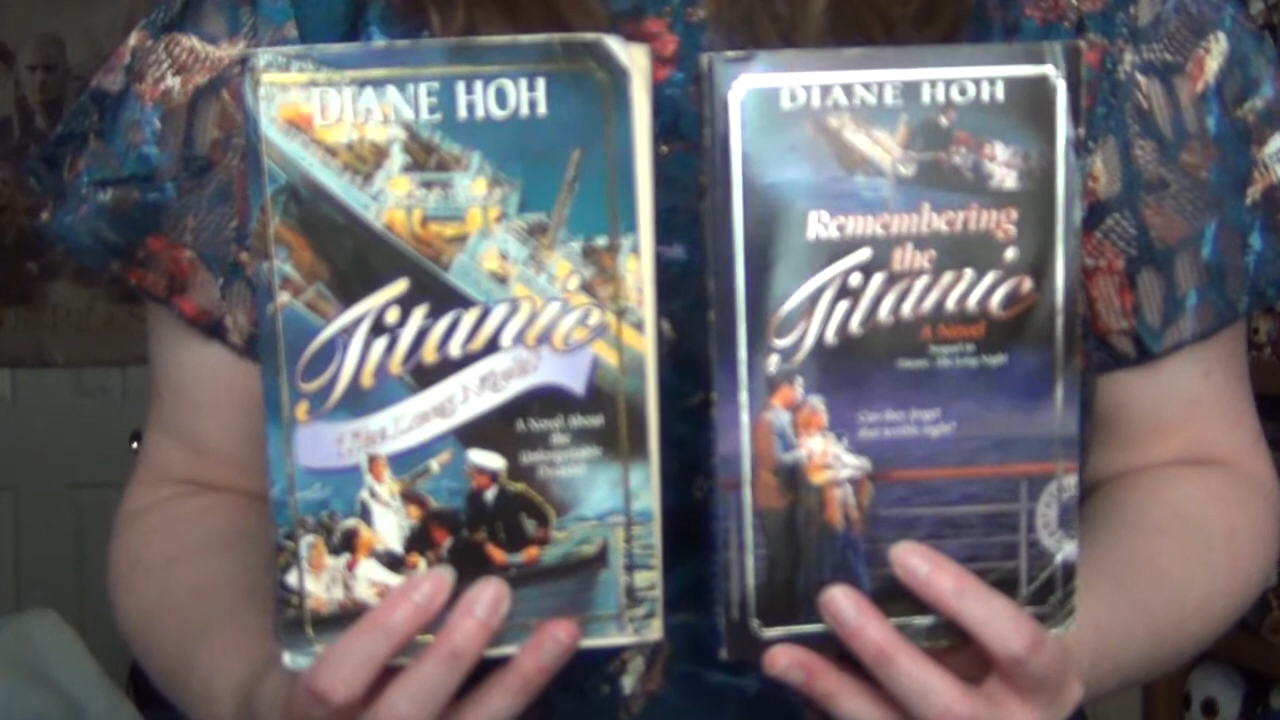 DIANE HOH
Titanic
The Long Night
A Novel About
the
Unforgettable
DIANE HOH
Remembering
the
Titanic
A Novel
Sequel to
Titanic: The Long Night
Can they forget
that terrible night?